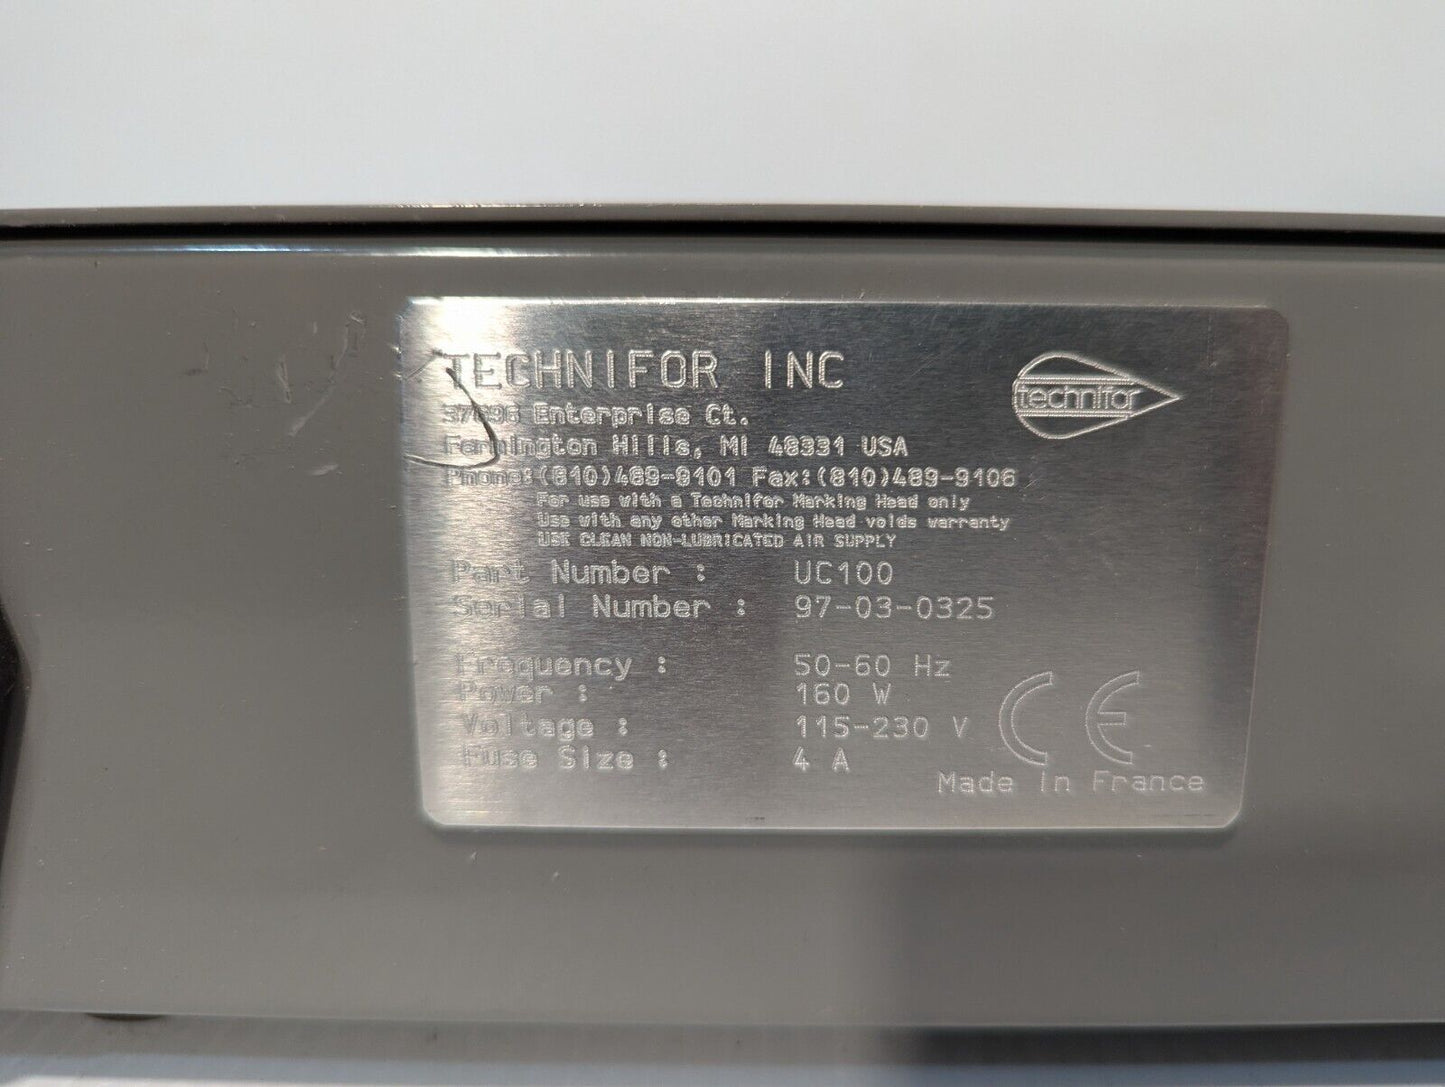 TECHNIFOR INC
technifor
Enterprise Ct.
Farmington Hills, MI 48331 USA
Phone:(810)489-9101 Fax:(810)489-9106
For use with a Technifor Marking Head only
Use with any other Marking Head voids warranty
USE CLEAN NON-LUBRICATED AIR SUPPLY
Part Number : UC100
Serial Number : 97-03-0325
Frequency : 50-60 Hz
Power : 160 W
Voltage : 115-230 V
Fuse Size : 4 A
CE
Made in France